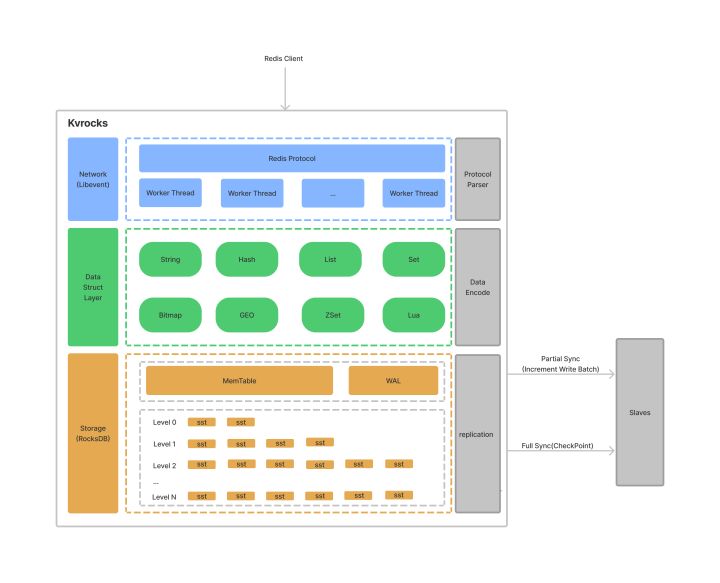 Redis Client
Kvrocks
Network
(Libevent)
Redis Protocol
Worker Thread
Worker Thread
...
Worker Thread
Protocol
Parser
Data
Struct
Layer
String
Hash
List
Set
Bitmap
GEO
ZSet
Lua
Data
Encode
Storage
(RocksDB)
MemTable
WAL
Level 0 sst sst
Level 1 sst sst sst sst
Level 2 sst sst sst sst sst sst
...
Level N sst sst sst sst sst sst
replication
Partial Sync
(Increment Write Batch)
Full Sync(CheckPoint)
Slaves